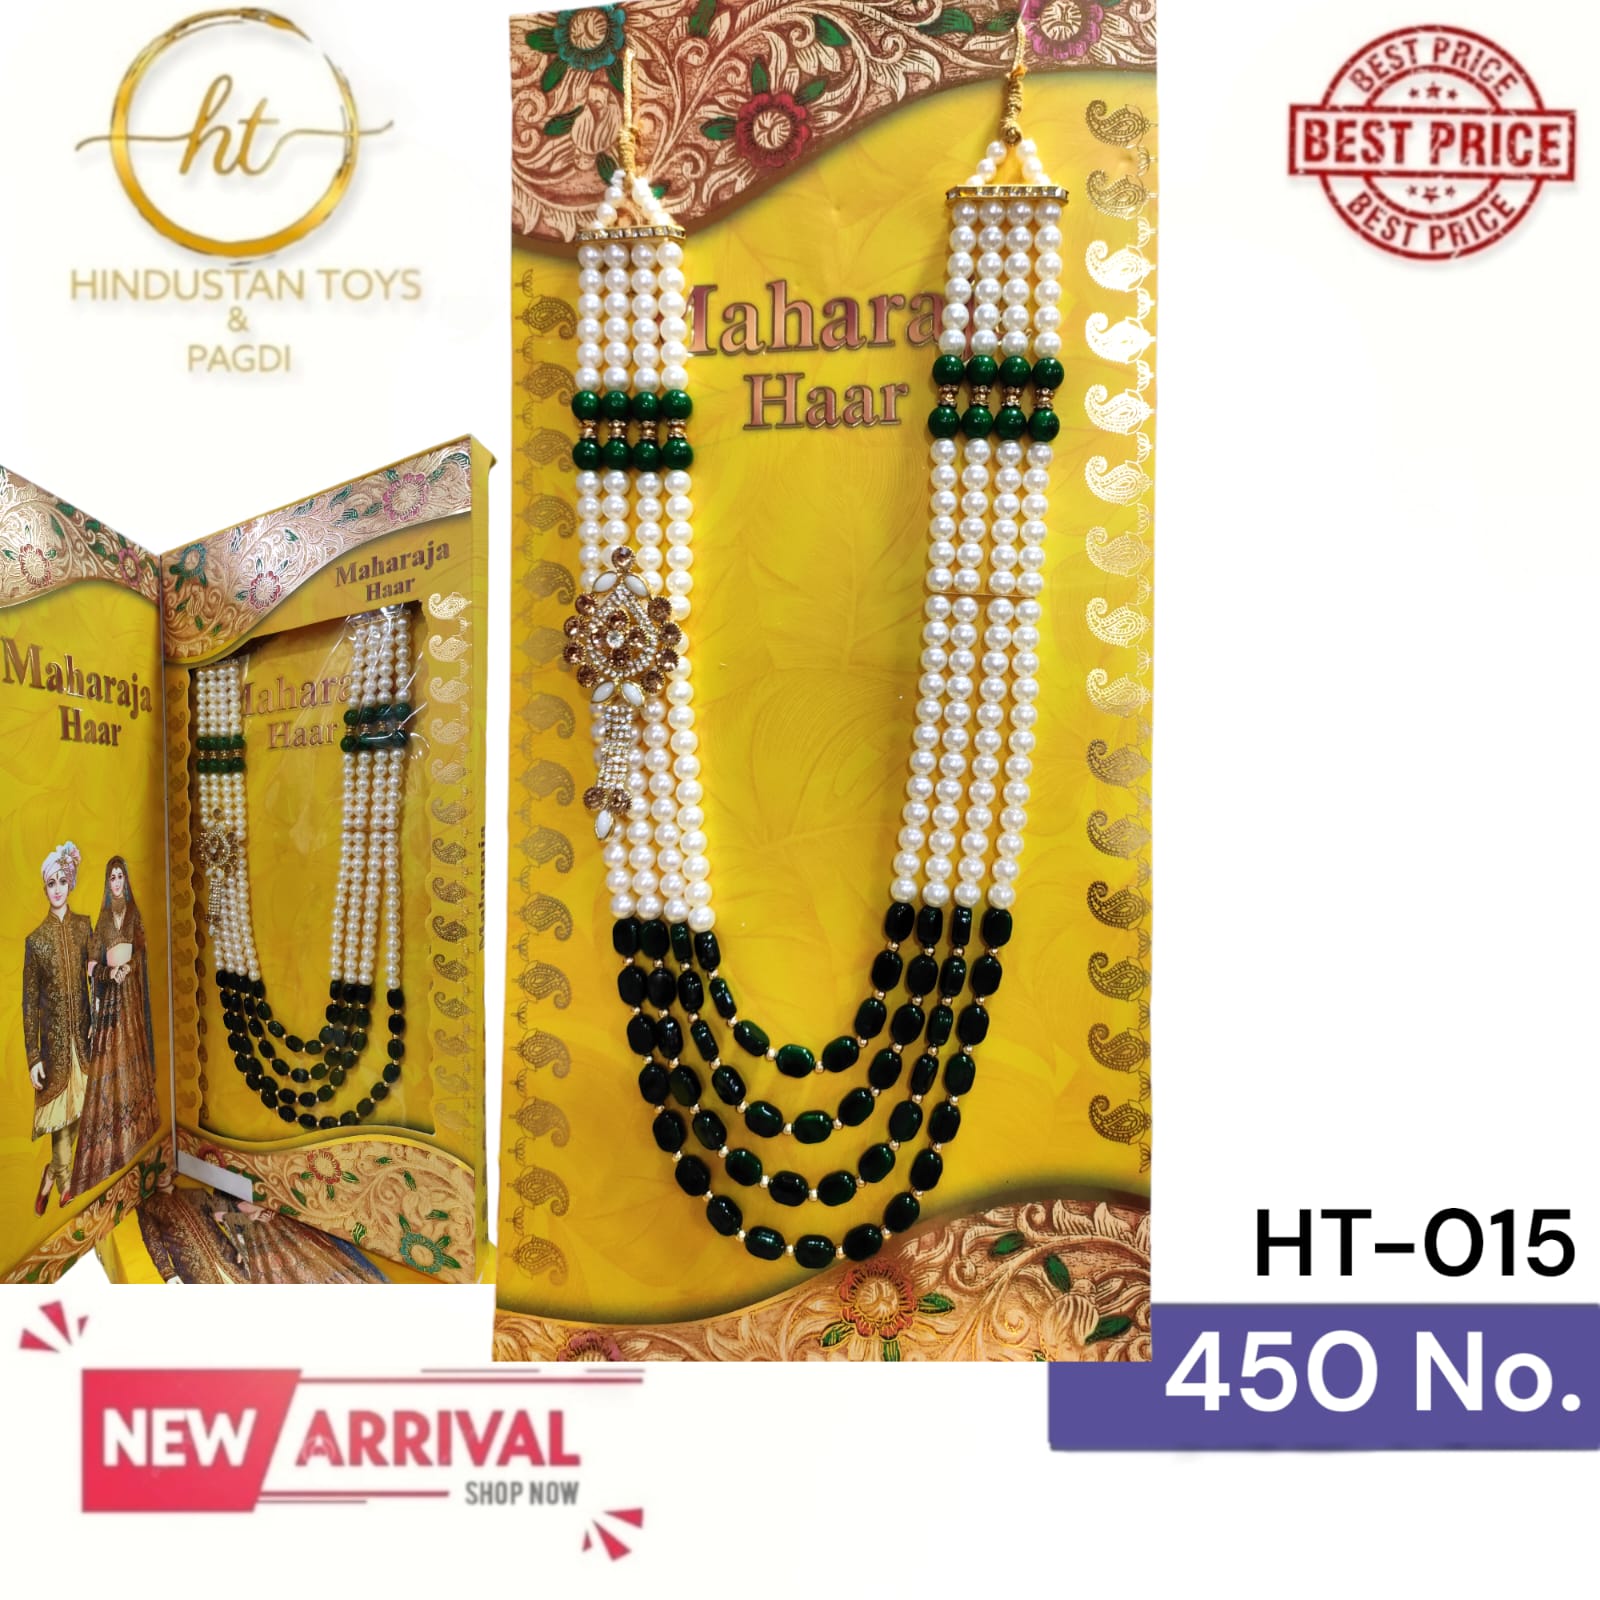 ht
HINDUSTAN TOYS
&
PAGDI
BEST PRICE
BEST PRICE
BEST PRICE
Maharaja
Haar
Maharaja
Haar
Maharaja
Haar
Mahara
Haar
Maharaja
HT-015
450 No.
NEW ARRIVAL
SHOP NOW